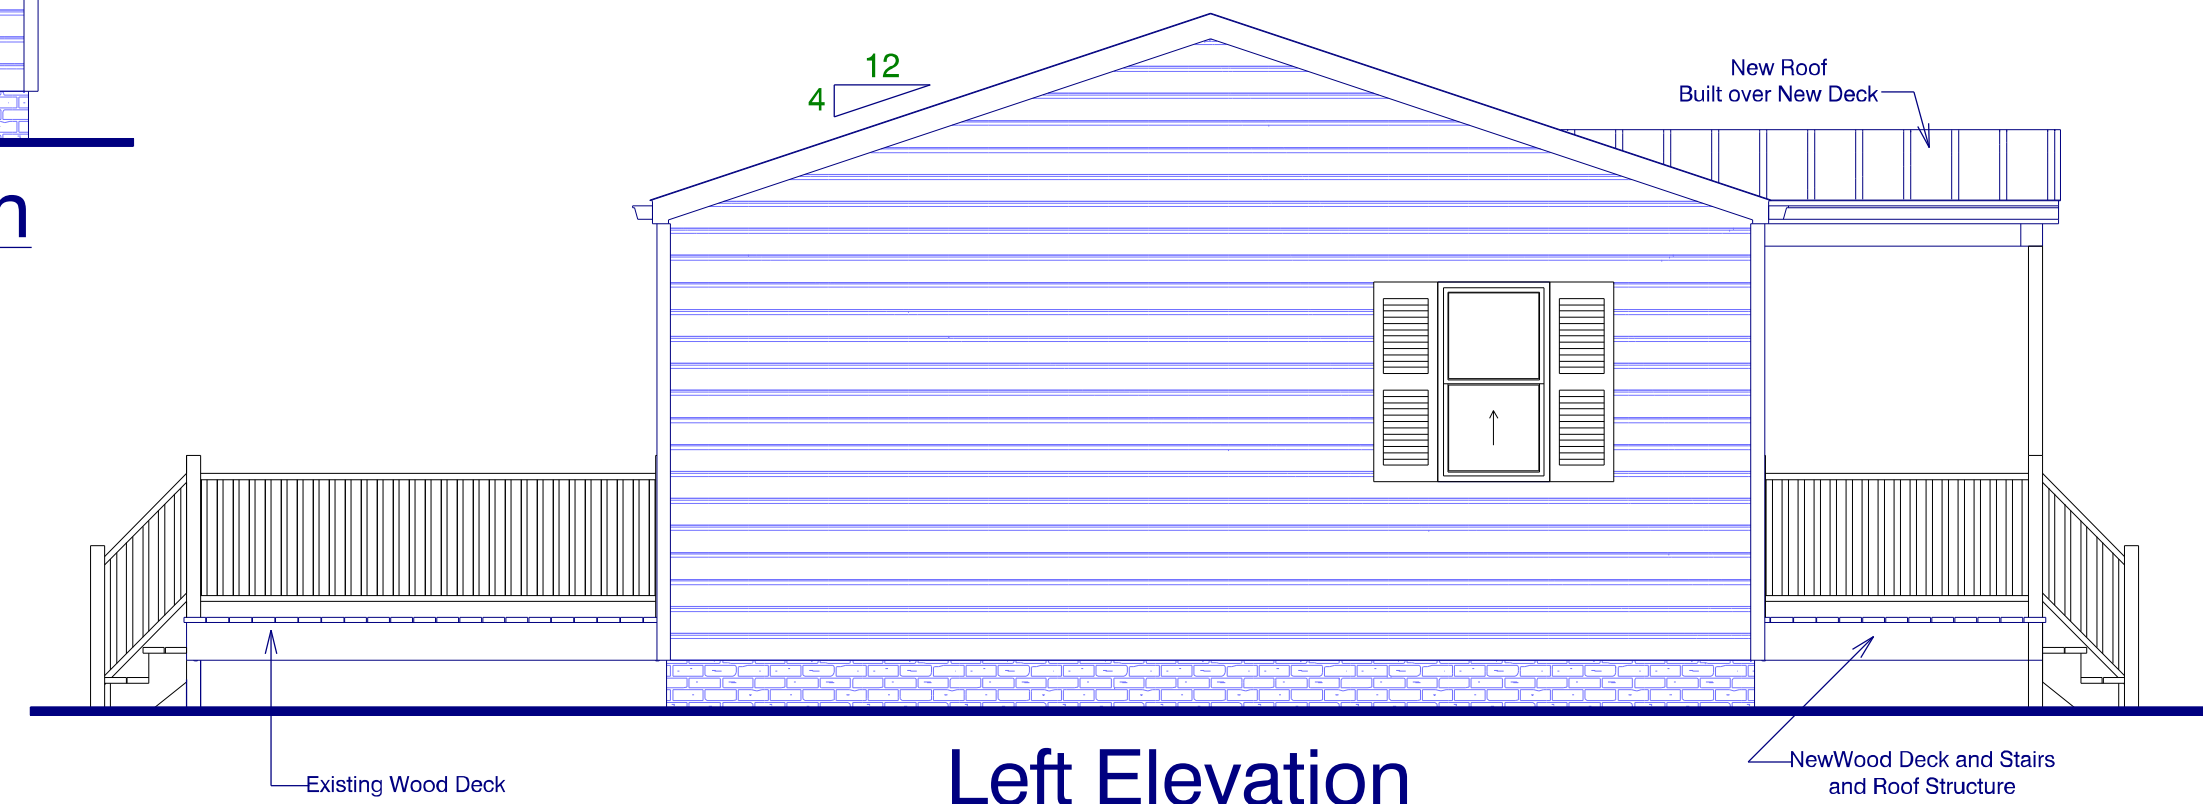 12
4
New Roof
Built over New Deck
n
Existing Wood Deck
Left Elevation
NewWood Deck and Stairs
and Roof Structure